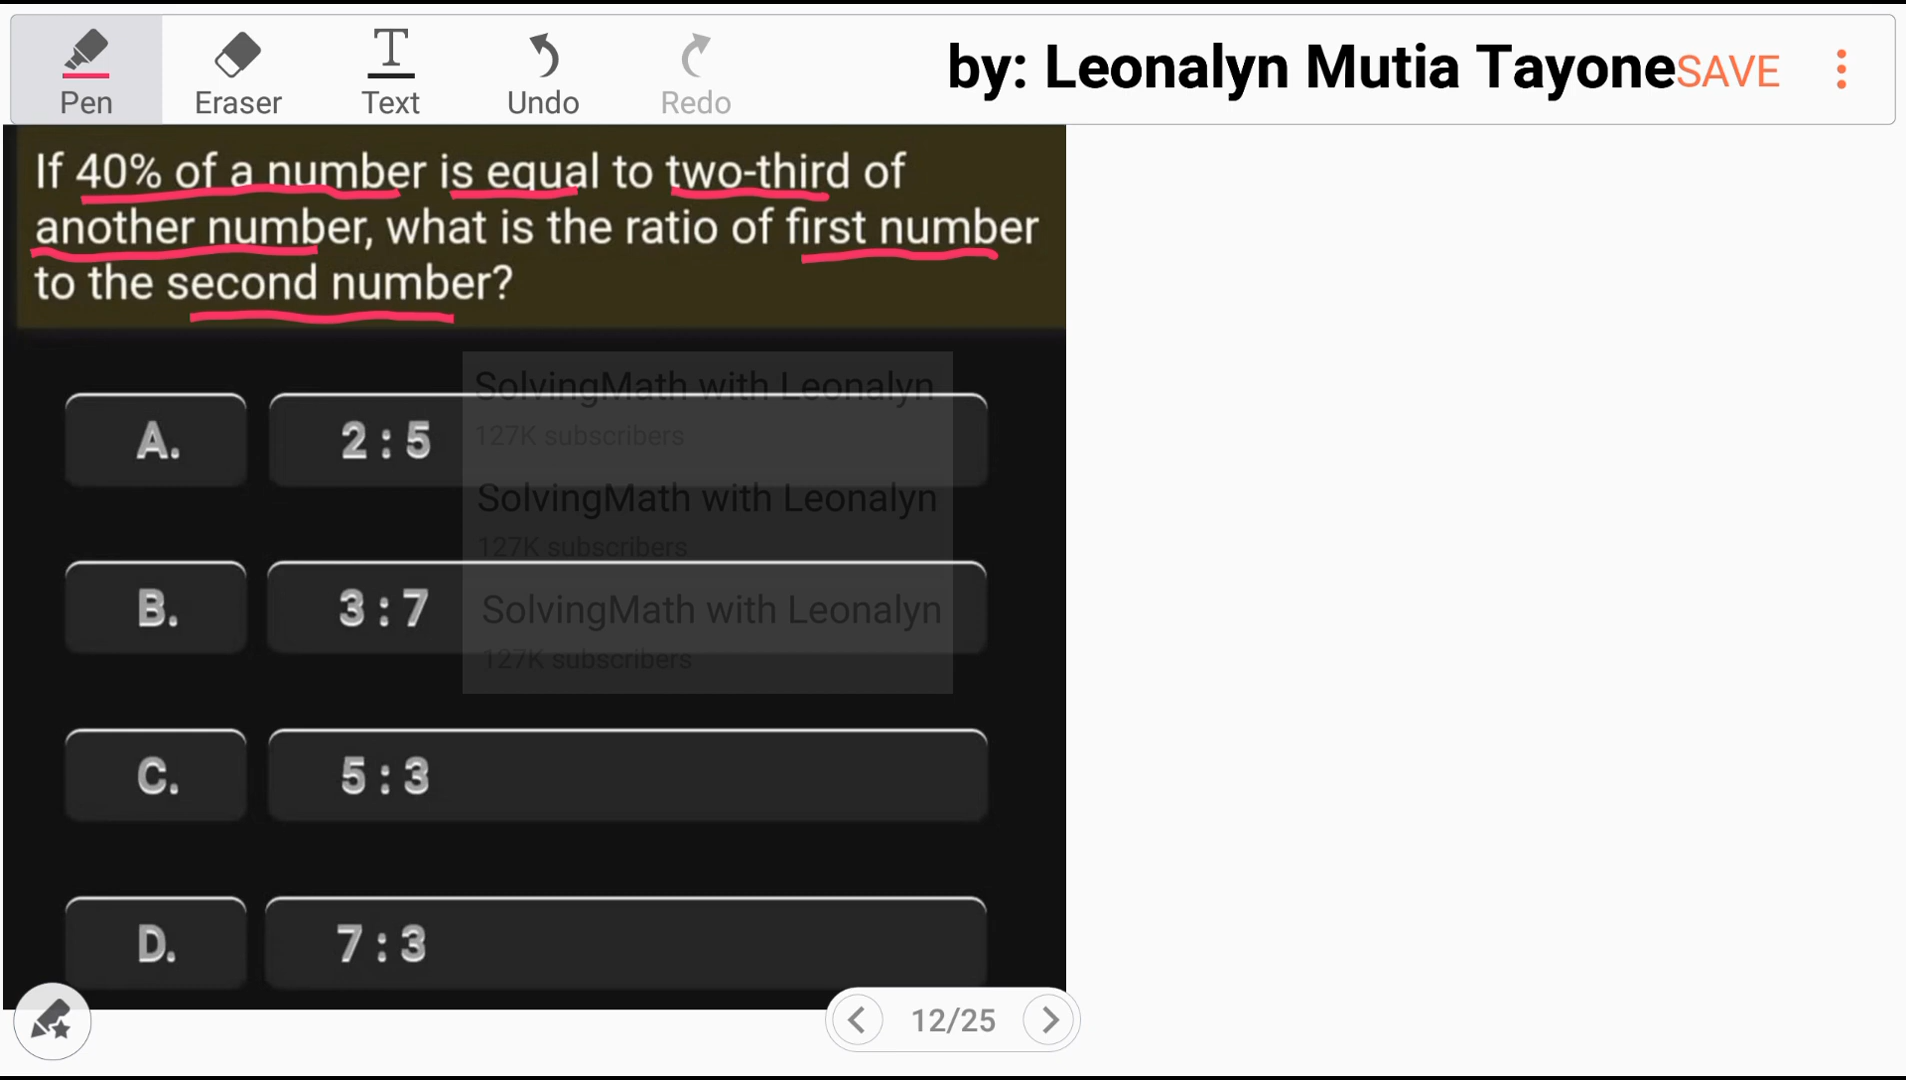 Pen
Eraser
Text
Undo
Redo
by: Leonalyn Mutia Tayone
SAVE
If 40% of a number is equal to two-third of
another number, what is the ratio of first number
to the second number?
SolvingMath with Leonalyn
127K subscribers
A. 2 : 5
SolvingMath with Leonalyn
127K subscribers
B. 3 : 7
SolvingMath with Leonalyn
127K subscribers
C. 5 : 3
D. 7 : 3
12/25